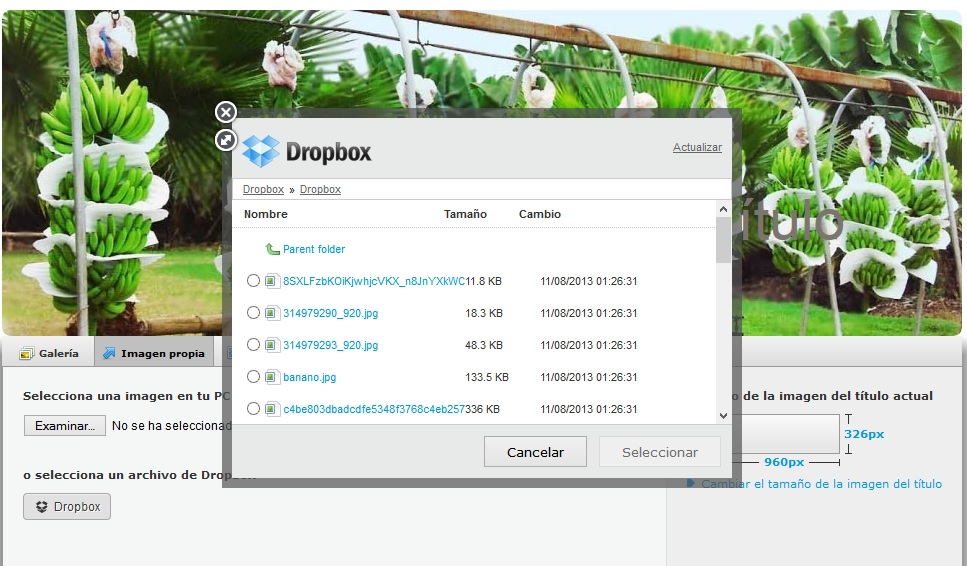 Dropbox
Actualizar
Dropbox » Dropbox
Nombre Tamaño Cambio
Parent folder
8SXLFzbKOiKjwhjcVKX_n8JnYXkWC 11.8 KB 11/08/2013 01:26:31
314979290_920.jpg 18.3 KB 11/08/2013 01:26:31
314979293_920.jpg 48.3 KB 11/08/2013 01:26:31
banano.jpg 133.5 KB 11/08/2013 01:26:31
c4be803dbadcdfe5348f3768c4eb257 336 KB 11/08/2013 01:26:31
Cancelar Seleccionar
ítulo
Galería Imagen propia
Selecciona una imagen en tu PC
Examinar... No se ha seleccionad
o selecciona un archivo de Dropbox
Dropbox
o de la imagen del título actual
326px
960px
Cambiar el tamaño de la imagen del título